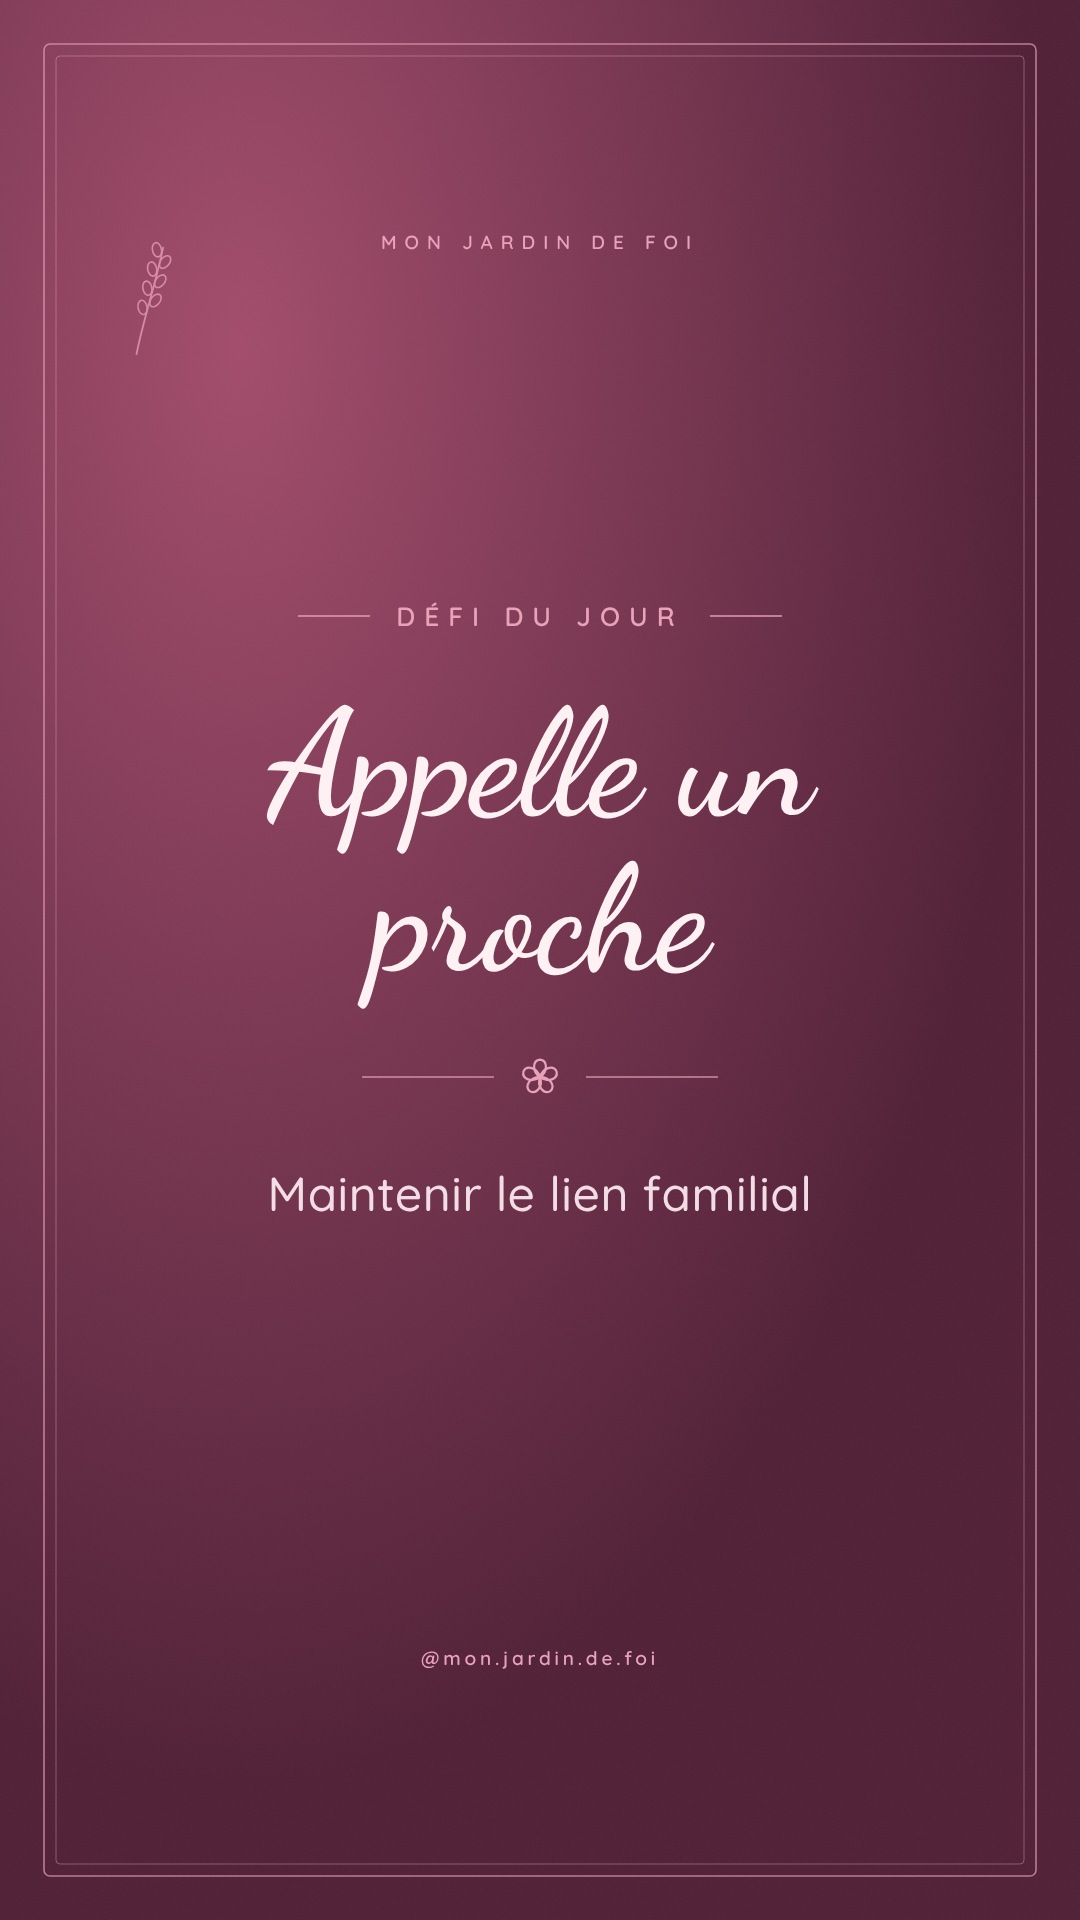 MON JARDIN DE FOI
DÉFI DU JOUR
Appelle un
proche
Maintenir le lien familial
@mon.jardin.de.foi